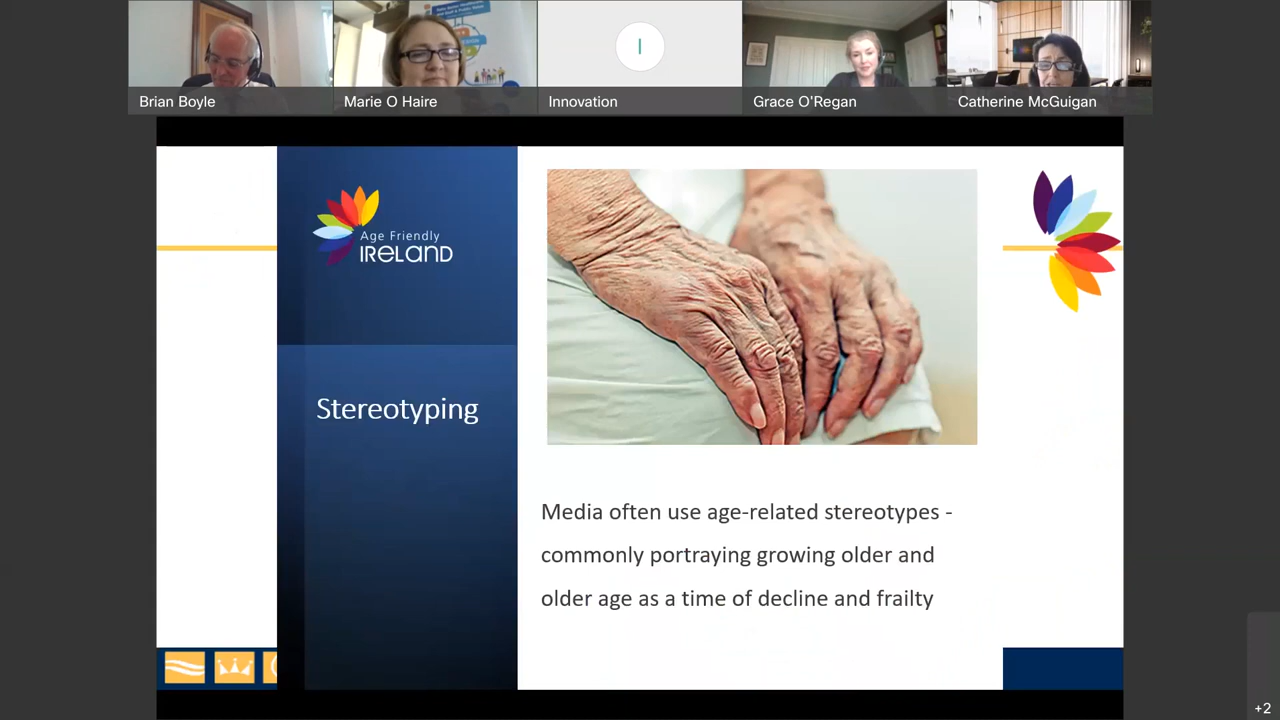 Brian Boyle
Marie O Haire
I
Innovation
Grace O'Regan
Catherine McGuigan
Age Friendly
IRELAND
Stereotyping
Media often use age-related stereotypes -
commonly portraying growing older and
older age as a time of decline and frailty
+2